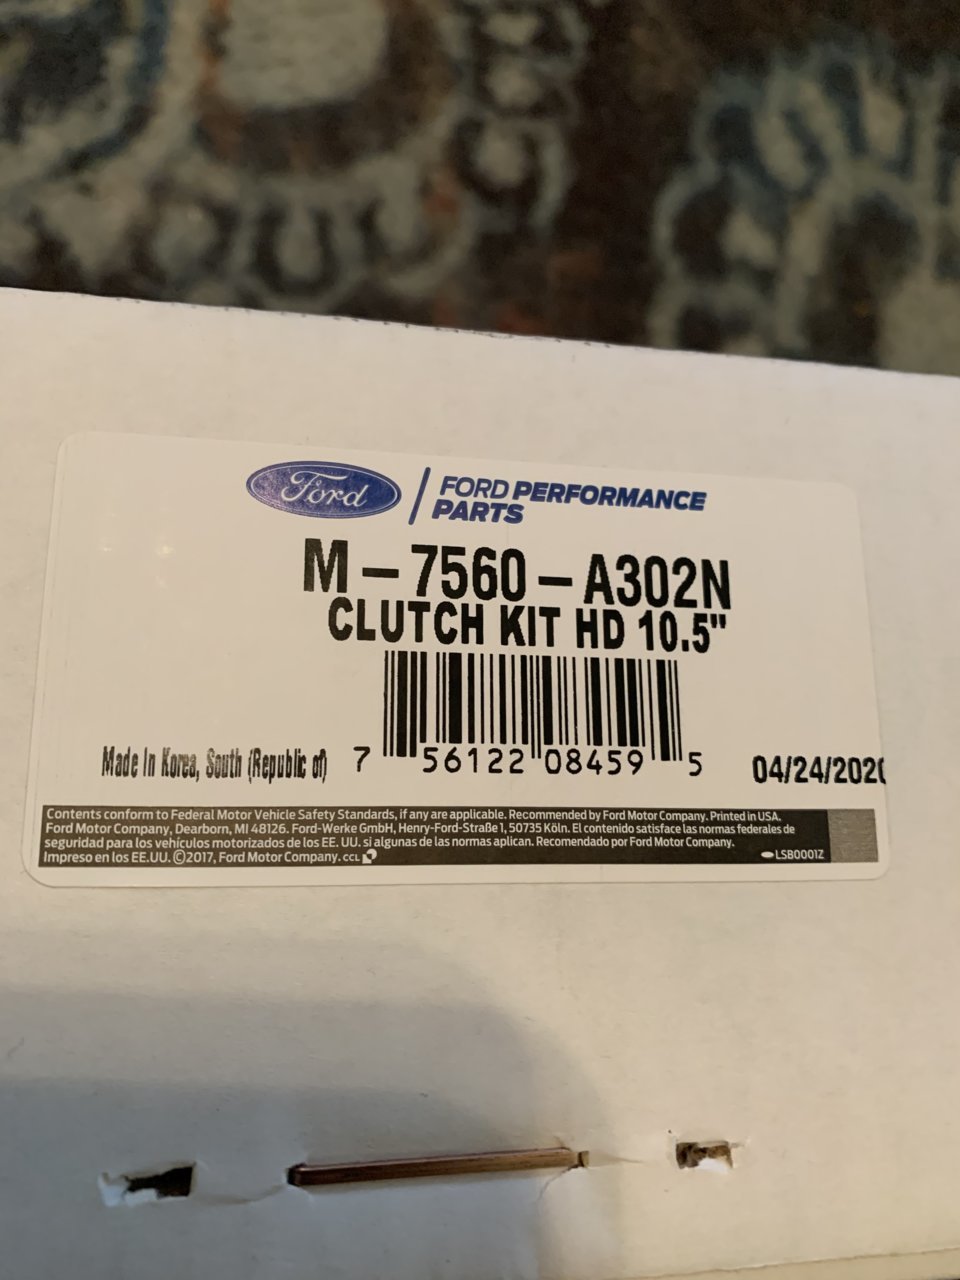 Ford
FORD PERFORMANCE
PARTS
M-7560-A302N
CLUTCH KIT HD 10.5"
Made In Korea, South (Republic of)
7 56122 08459 5
04/24/2020
Contents conform to Federal Motor Vehicle Safety Standards, if any are applicable. Recommended by Ford Motor Company. Printed in USA.
Ford Motor Company, Dearborn, MI 48126. Ford-Werke GmbH, Henry-Ford-Straße 1, 50735 Köln. El contenido satisface las normas federales de
seguridad para los vehículos motorizados de los EE. UU. si algunas de las normas aplican. Recomendado por Ford Motor Company.
Impreso en los EE.UU. ©2017, Ford Motor Company. CCL
LSB0001Z